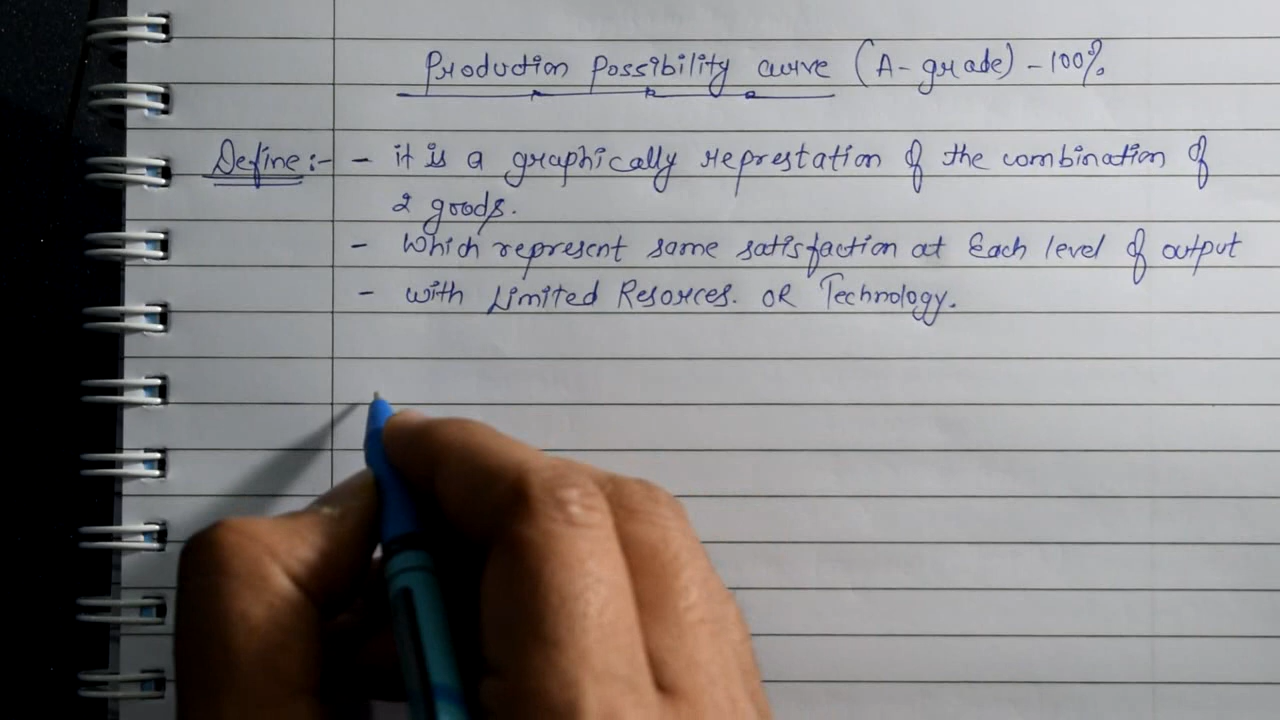 Production Possibility curve (A-grade) - 100%.
Define :- - it is a graphically represtation of the combination of
2 goods.
- Which represent same satisfaction at Each level of output
- with Limited Resorces. OR Technology.